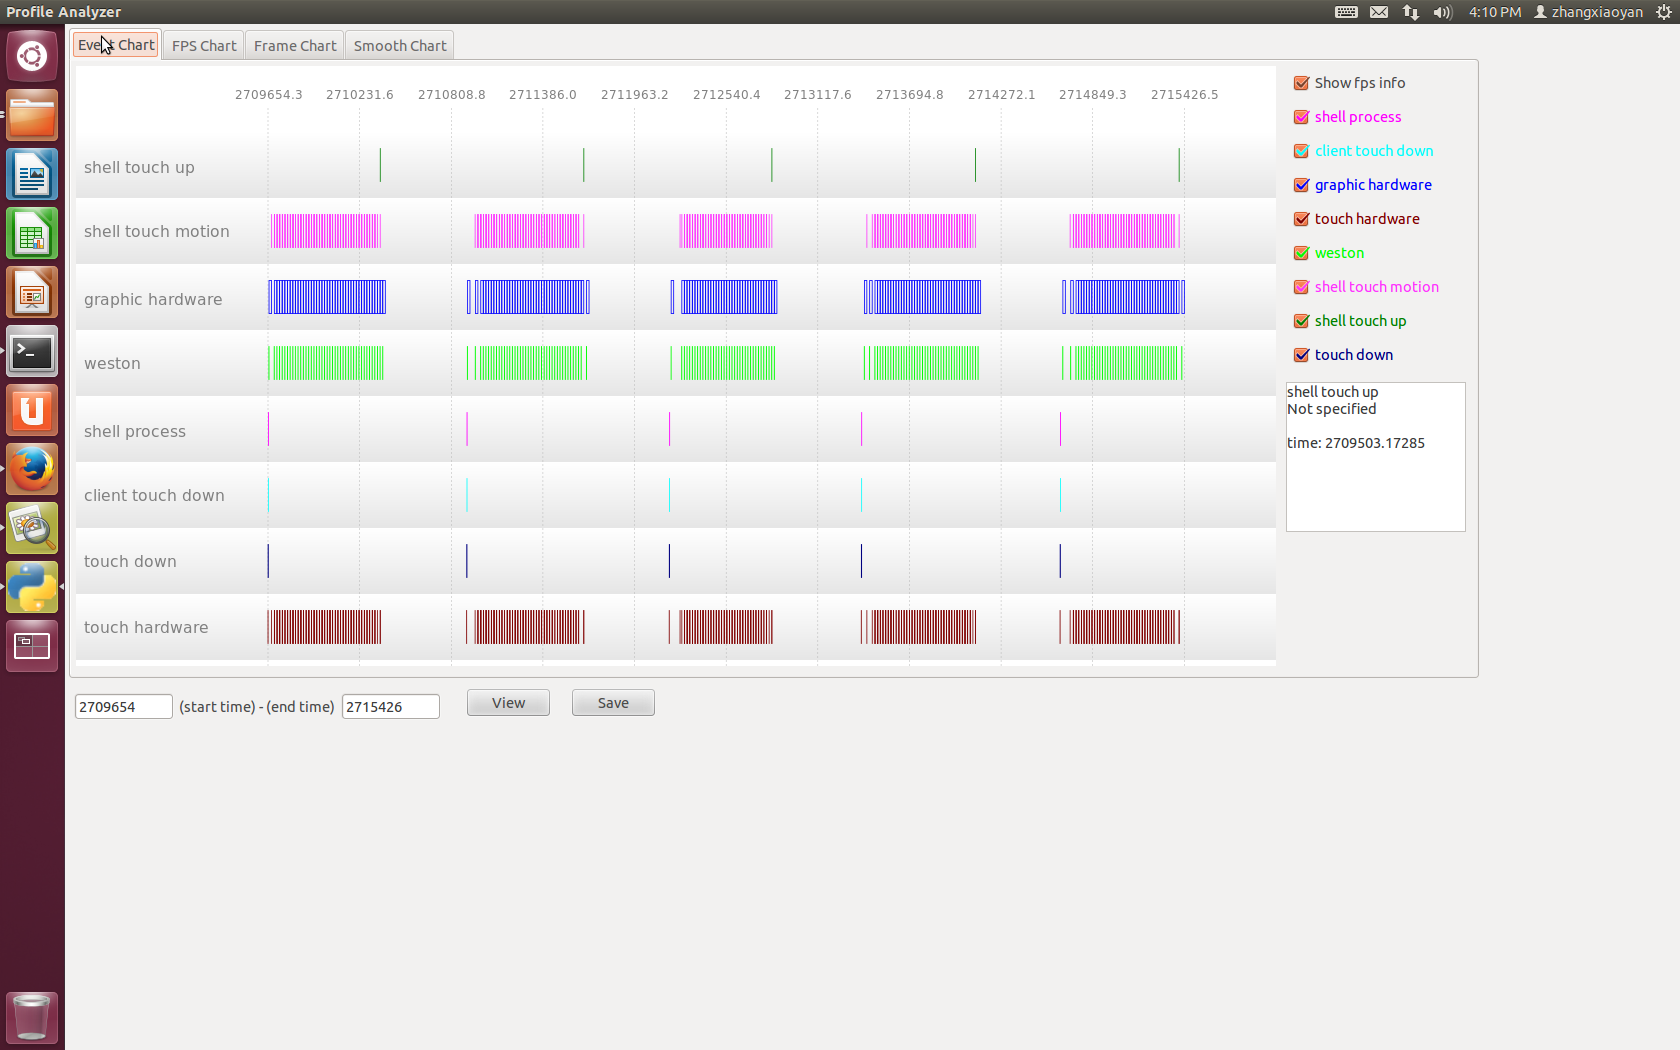 Profile Analyzer
4:10 PM zhangxiaoyan
Event Chart FPS Chart Frame Chart Smooth Chart
2709654.3 2710231.6 2710808.8 2711386.0 2711963.2 2712540.4 2713117.6 2713694.8 2714272.1 2714849.3 2715426.5
shell touch up
shell touch motion
graphic hardware
weston
shell process
client touch down
touch down
touch hardware
Show fps info
shell process
client touch down
graphic hardware
touch hardware
weston
shell touch motion
shell touch up
touch down
shell touch up
Not specified
time: 2709503.17285
2709654 (start time) - (end time) 2715426 View Save